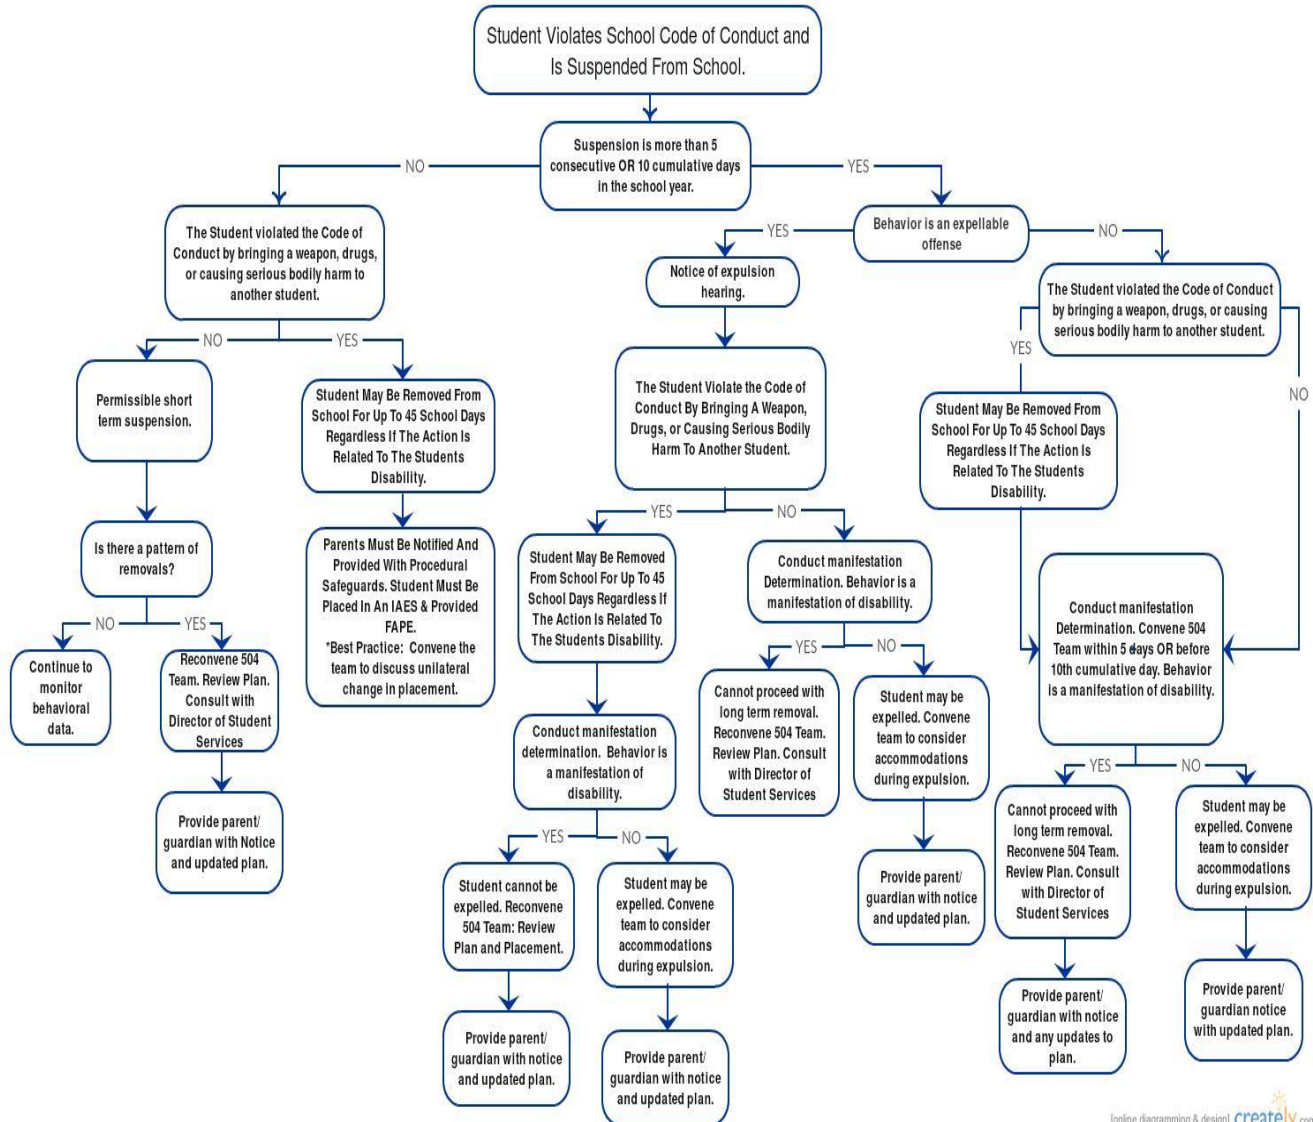 Student Violates School Code of Conduct and
Is Suspended From School.
Suspension is more than 5
consecutive OR 10 cumulative days
in the school year.
NO
YES
The Student violated the Code of
Conduct by bringing a weapon, drugs,
or causing serious bodily harm to
another student.
Behavior is an expellable
offense
YES
NO
Notice of expulsion
hearing.
The Student violated the Code of Conduct
by bringing a weapon, drugs, or causing
serious bodily harm to another student.
NO
YES
YES
NO
Permissible short
term suspension.
Student May Be Removed From
School For Up To 45 School Days
Regardless If The Action Is
Related To The Students
Disability.
The Student Violate the Code of
Conduct By Bringing A Weapon,
Drugs, or Causing Serious Bodily
Harm To Another Student.
Student May Be Removed From
School For Up To 45 School Days
Regardless If The Action Is
Related To The Students
Disability.
YES
NO
Is there a pattern of
removals?
Parents Must Be Notified And
Provided With Procedural
Safeguards. Student Must Be
Placed In An IAES & Provided
FAPE.
*Best Practice: Convene the
team to discuss unilateral
change in placement.
Student May Be Removed
From School For Up To 45
School Days Regardless If
The Action Is Related To
The Students Disability.
Conduct manifestation
Determination. Behavior is a
manifestation of disability.
Conduct manifestation
Determination. Convene 504
Team within 5 days OR before
10th cumulative day. Behavior
is a manifestation of disability.
NO
YES
YES
NO
Continue to
monitor
behavioral
data.
Reconvene 504
Team. Review Plan.
Consult with
Director of Student
Services
Cannot proceed with
long term removal.
Reconvene 504 Team.
Review Plan. Consult
with Director of
Student Services
Student may be
expelled. Convene
team to consider
accommodations
during expulsion.
Conduct manifestation
determination. Behavior is
a manifestation of
disability.
YES
NO
Provide parent/
guardian with Notice
and updated plan.
Cannot proceed with
long term removal.
Reconvene 504 Team.
Review Plan. Consult
with Director of
Student Services
Student may be
expelled. Convene
team to consider
accommodations
during expulsion.
YES
NO
Student cannot be
expelled. Reconvene
504 Team: Review
Plan and Placement.
Student may be
expelled. Convene
team to consider
accommodations
during expulsion.
Provide parent/
guardian with notice
and updated plan.
Provide parent/
guardian with notice
and any updates to
plan.
Provide parent/
guardian notice
with updated plan.
Provide parent/
guardian with notice
and updated plan.
Provide parent/
guardian with notice
and updated plan.
[online diagramming & design] creately.com